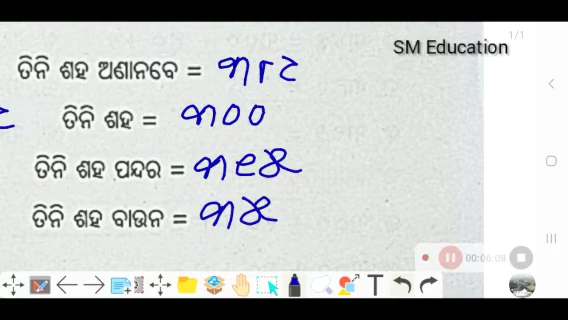 1/1
SM Education
ତିନି ଶହ ଅଣାନବେ = ୩୮୨
ତିନି ଶହ = ୩୦୦
ତିନି ଶହ ପନ୍ଦର = ୩୧୫
ତିନି ଶହ ବାଉନ = ୩୫
00:06:08